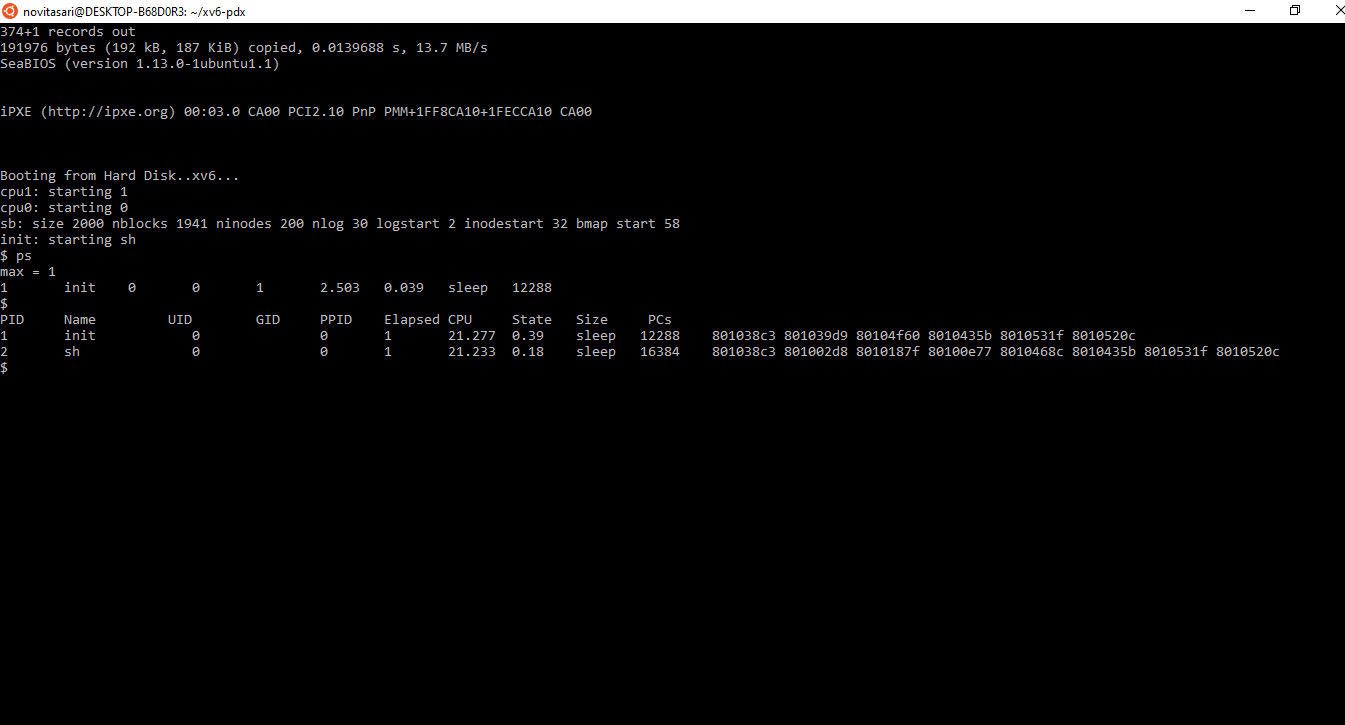 novitasari@DESKTOP-B68D0R3: ~/xv6-pdx
374+1 records out
191976 bytes (192 kB, 187 KiB) copied, 0.0139688 s, 13.7 MB/s
SeaBIOS (version 1.13.0-1ubuntu1.1)
iPXE (http://ipxe.org) 00:03.0 CA00 PCI2.10 PnP PMM+1FF8CA10+1FECCA10 CA00
Booting from Hard Disk..xv6...
cpu1: starting 1
cpu0: starting 0
sb: size 2000 nblocks 1941 ninodes 200 nlog 30 logstart 2 inodestart 32 bmap start 58
init: starting sh
$ ps
max = 1
1       init    0       0       1       2.503   0.039   sleep   12288
$
PID     Name         UID        GID     PPID    Elapsed CPU     State   Size     PCs
1       init            0               0       1       21.277  0.39    sleep   12288    801038c3 801039d9 80104f60 8010435b 8010531f 8010520c
2       sh              0               0       1       21.233  0.18    sleep   16384    801038c3 801002d8 8010187f 80100e77 8010468c 8010435b 8010531f 8010520c
$